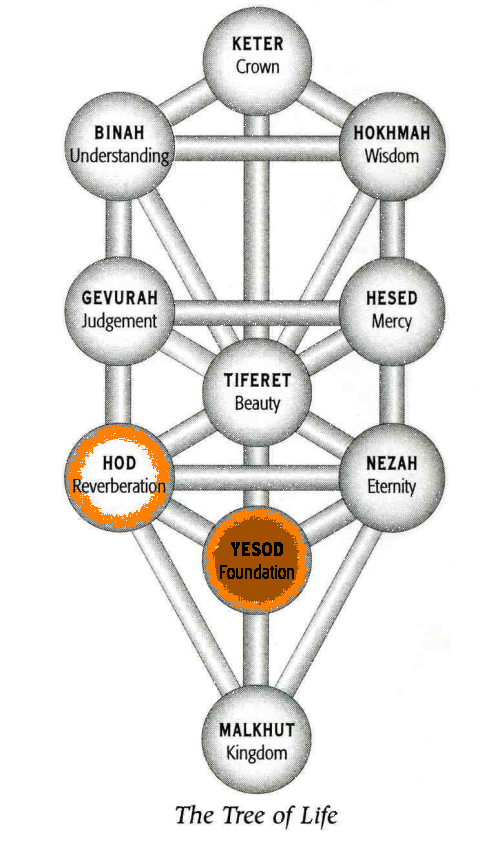 KETER
Crown
BINAH
Understanding
HOKHMAH
Wisdom
GEVURAH
Judgement
HESED
Mercy
TIFERET
Beauty
HOD
Reverberation
NEZAH
Eternity
YESOD
Foundation
MALKHUT
Kingdom
The Tree of Life